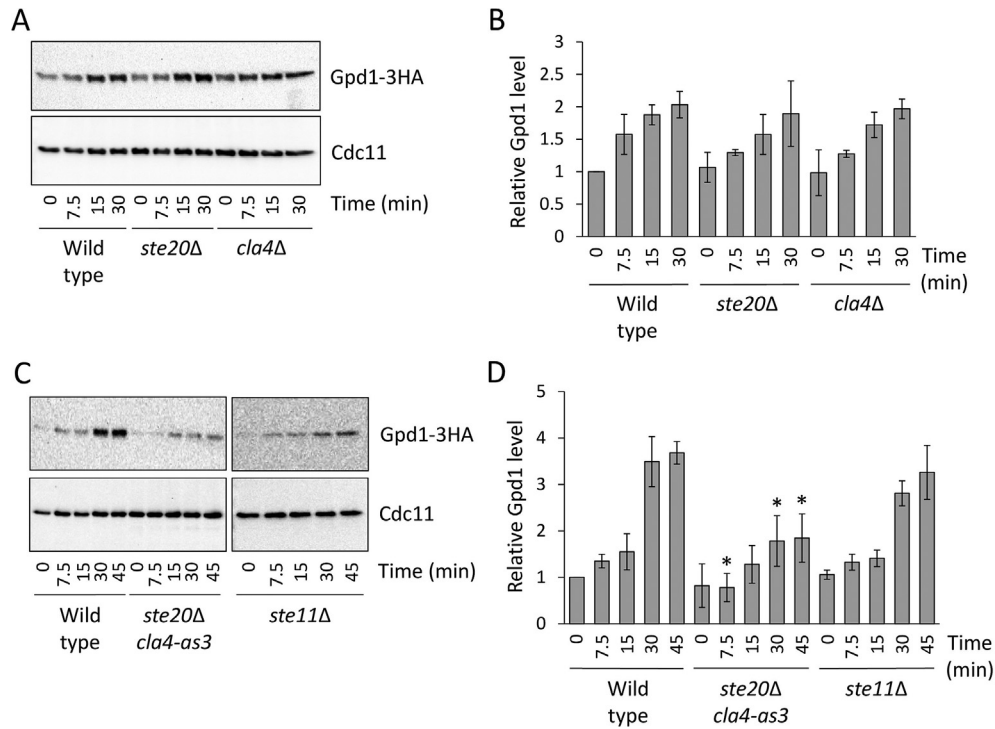 A
Gpd1-3HA
Cdc11
0 7.5 15 30 0 7.5 15 30 0 7.5 15 30 Time (min)
Wild type ste20Δ cla4Δ
B
Relative Gpd1 level
3
2.5
2
1.5
1
0.5
0
0 7.5 15 30 0 7.5 15 30 0 7.5 15 30 Time (min)
Wild type ste20Δ cla4Δ
C
Gpd1-3HA
Cdc11
0 7.5 15 30 45 0 7.5 15 30 45 0 7.5 15 30 45 Time (min)
Wild type ste20Δ cla4-as3 ste11Δ
D
Relative Gpd1 level
5
4
3
2
1
0
* * *
0 7.5 15 30 45 0 7.5 15 30 45 0 7.5 15 30 45 Time (min)
Wild type ste20Δ cla4-as3 ste11Δ